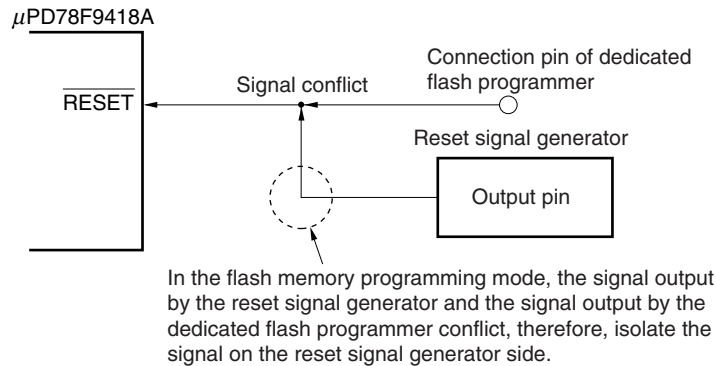 μPD78F9418A
Connection pin of dedicated
flash programmer
Signal conflict
RESET
Reset signal generator
Output pin
In the flash memory programming mode, the signal output
by the reset signal generator and the signal output by the
dedicated flash programmer conflict, therefore, isolate the
signal on the reset signal generator side.